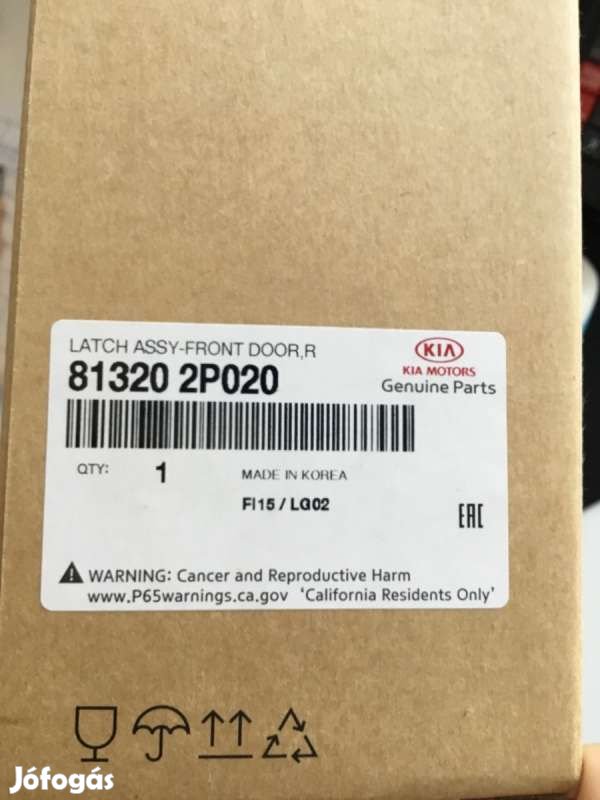 LATCH ASSY-FRONT DOOR,R
81320 2P020
KIA
KIA MOTORS
Genuine Parts
QTY: 1 MADE IN KOREA
FI15 / LG02
EAC
WARNING: Cancer and Reproductive Harm
www.P65warnings.ca.gov 'California Residents Only'
Jófogás